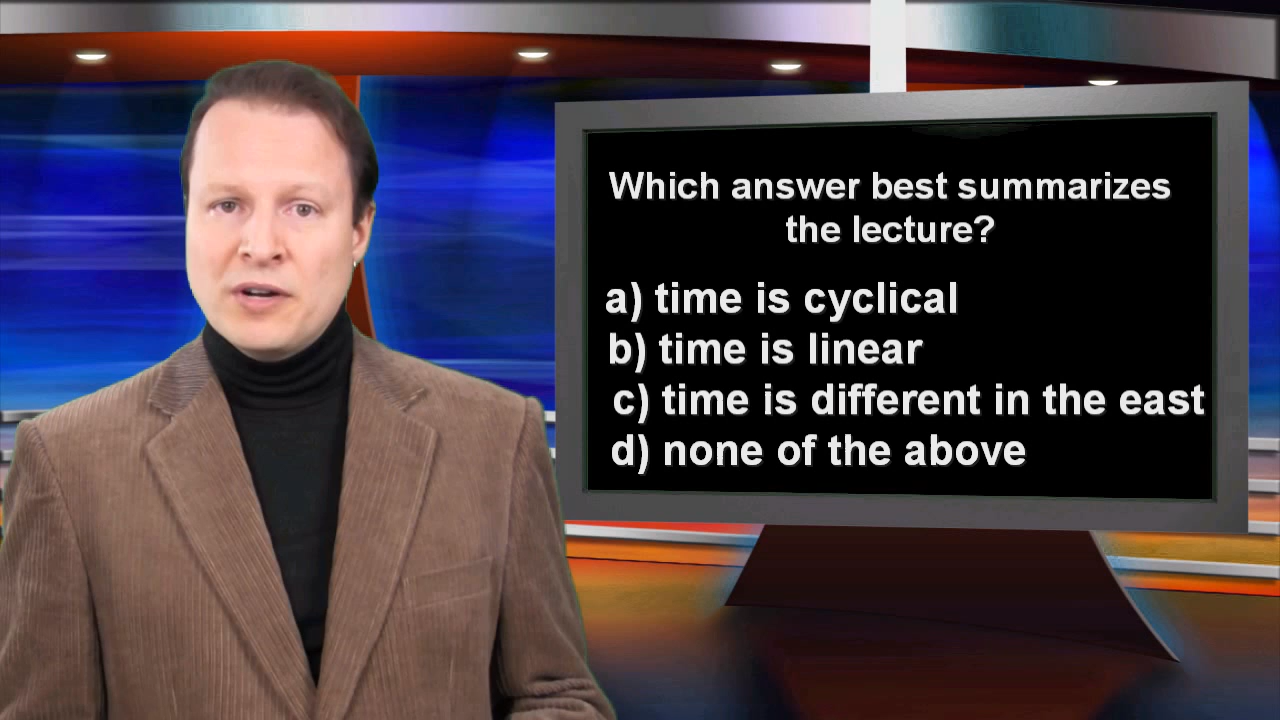 Which answer best summarizes
the lecture?
a) time is cyclical
b) time is linear
c) time is different in the east
d) none of the above